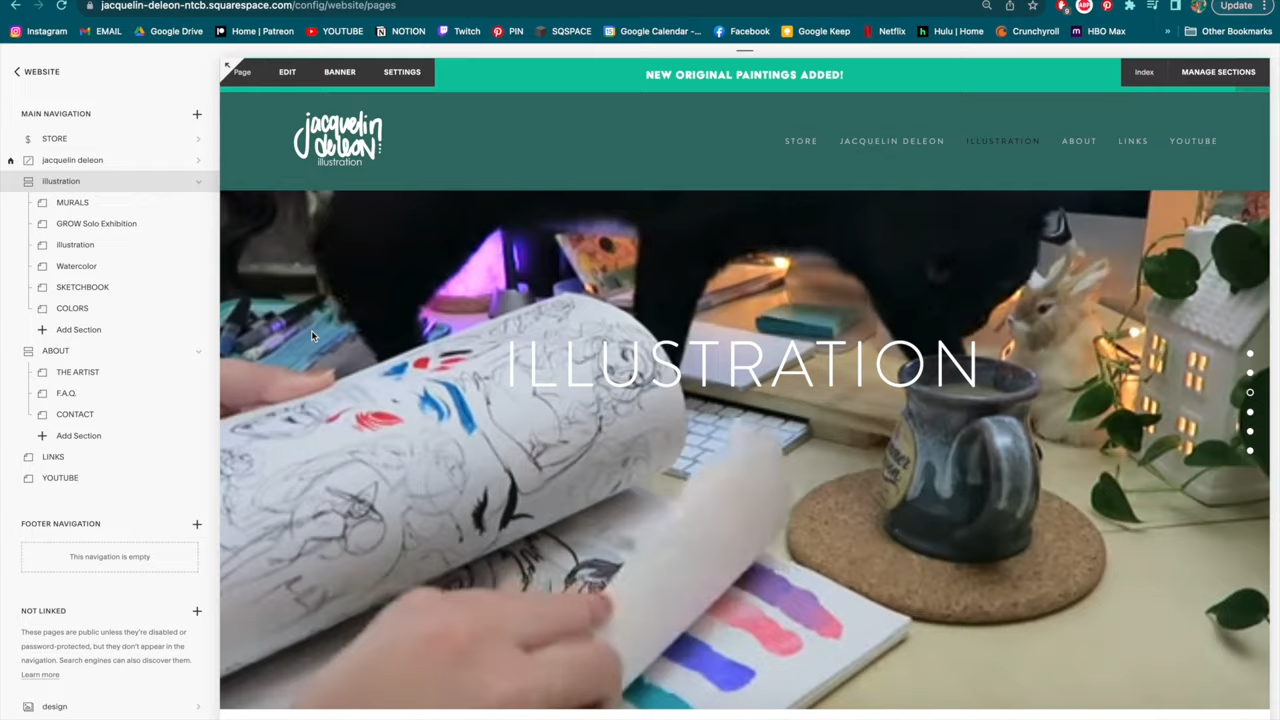 jacquelin-deleon-ntcb.squarespace.com/config/website/pages
9
ABP
Update
Instagram EMAIL Google Drive Home | Patreon YOUTUBE NOTION Twitch PIN SQSPACE Google Calendar -... Facebook Google Keep Netflix Hulu | Home Crunchyroll HBO Max » Other Bookmarks
WEBSITE
MAIN NAVIGATION
STORE
jacquelin deleon
illustration
MURALS
GROW Solo Exhibition
illustration
Watercolor
SKETCHBOOK
COLORS
Add Section
ABOUT
THE ARTIST
F.A.Q.
CONTACT
Add Section
LINKS
YOUTUBE
FOOTER NAVIGATION
This navigation is empty
NOT LINKED
These pages are public unless they're disabled or
password-protected, but they don't appear in the
navigation. Search engines can also discover them.
Learn more
design
Page EDIT BANNER SETTINGS
NEW ORIGINAL PAINTINGS ADDED!
Index MANAGE SECTIONS
jacquelin
deleon
illustration
STORE JACQUELIN DELEON ILLUSTRATION ABOUT LINKS YOUTUBE
ILLUSTRATION